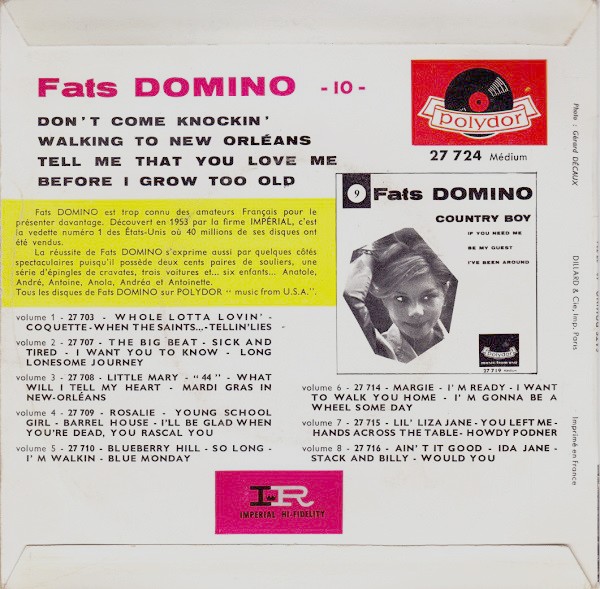 Fats DOMINO - 10 -
DON'T COME KNOCKIN'
WALKING TO NEW ORLÉANS
TELL ME THAT YOU LOVE ME
BEFORE I GROW TOO OLD
polydor
27 724 Médium
Fats DOMINO est trop connu des amateurs Français pour le
présenter davantage. Découvert en 1953 par la firme IMPÉRIAL, c'est
la vedette numéro 1 des États-Unis où 40 millions de ses disques ont
été vendus.
La réussite de Fats DOMINO s'exprime aussi par quelques côtés
spectaculaires puisqu'il possède deux cents paires de souliers, une
série d'épingles de cravates, trois voitures et... six enfants... Anatole,
André, Antoine, Anola, Andréa et Antoinette.
Tous les disques de Fats DOMINO sur POLYDOR " music from U.S.A.".
volume 1 - 27 703 - WHOLE LOTTA LOVIN' -
COQUETTE - WHEN THE SAINTS...- TELLIN'LIES
volume 2 - 27 707 - THE BIG BEAT - SICK AND
TIRED - I WANT YOU TO KNOW - LONG
LONESOME JOURNEY
volume 3 - 27 708 - LITTLE MARY - "44" - WHAT
WILL I TELL MY HEART - MARDI GRAS IN
NEW-ORLÉANS
volume 4 - 27 709 - ROSALIE - YOUNG SCHOOL
GIRL - BARREL HOUSE - I'LL BE GLAD WHEN
YOU'RE DEAD, YOU RASCAL YOU
volume 5 - 27 710 - BLUEBERRY HILL - SO LONG -
I'M WALKIN - BLUE MONDAY
9 Fats DOMINO
COUNTRY BOY
IF YOU NEED ME
BE MY GUEST
I'VE BEEN AROUND
polydor
27 719 MÉDIUM
volume 6 - 27 714 - MARGIE - I'M READY - I WANT
TO WALK YOU HOME - I'M GONNA BE A
WHEEL SOME DAY
volume 7 - 27 715 - LIL' LIZA JANE - YOU LEFT ME -
HANDS ACROSS THE TABLE - HOWDY PODNER
volume 8 - 27 716 - AIN'T IT GOOD - IDA JANE -
STACK AND BILLY - WOULD YOU
IR
IMPERIAL HI-FIDELITY
Photo : Gérard DÉCAUX
DILLARD & Cie, Imp. Paris
Imprimé en France